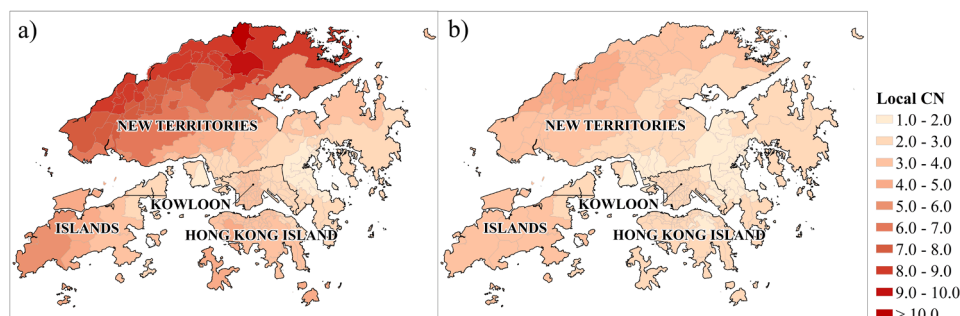 a)
NEW TERRITORIES
KOWLOON
ISLANDS
HONG KONG ISLAND
b)
NEW TERRITORIES
KOWLOON
ISLANDS
HONG KONG ISLAND
Local CN
1.0 - 2.0
2.0 - 3.0
3.0 - 4.0
4.0 - 5.0
5.0 - 6.0
6.0 - 7.0
7.0 - 8.0
8.0 - 9.0
9.0 - 10.0
> 10.0